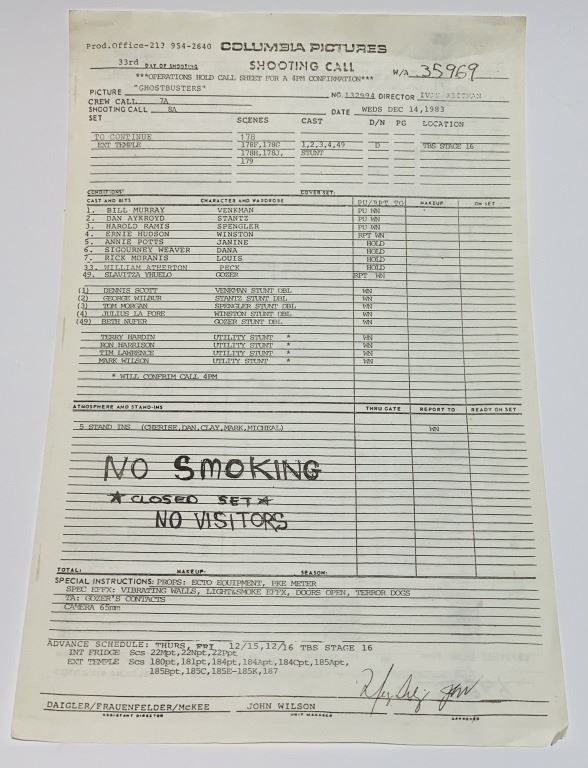 Prod.Office-213 954-2640 COLUMBIA PICTURES
33rd DAY OF SHOOTING SHOOTING CALL W/A 35969
***OPERATIONS HOLD CALL SHEET FOR A 4PM CONFIRMATION***
PICTURE "GHOSTBUSTERS" NO. 132994 DIRECTOR IVAN REITMAN
CREW CALL 7A
SHOOTING CALL 8A DATE WEDS DEC 14,1983
SET SCENES CAST D/N PG LOCATION
TO CONTINUE 178
EXT TEMPLE 178F,178G 1,2,3,4,49 D TBS STAGE 16
178H,178J, STUNT
179
CONDITIONS: COVER SET:
CAST AND BITS CHARACTER AND WARDROBE PU/RPT TO MAKEUP ON SET
1. BILL MURRAY VENKMAN PU WN
2. DAN AYKROYD STANTZ PU WN
3. HAROLD RAMIS SPENGLER PU WN
4. ERNIE HUDSON WINSTON RPT WN
5. ANNIE POTTS JANINE HOLD
6. SIGOURNEY WEAVER DANA HOLD
7. RICK MORANIS LOUIS HOLD
33. WILLIAM ATHERTON PECK HOLD
49. SLAVITZA YHUELO GOZER RPT WN
(1) DENNIS SCOTT VENKMAN STUNT DBL WN
(2) GEORGE WILBUR STANTZ STUNT DBL WN
(3) TOM MORGAN SPENGLER STUNT DBL WN
(4) JULIUS LA FORE WINSTON STUNT DBL WN
(49) BETH NUFER GOZER STUNT DBL WN
TERRY HARDIN UTILITY STUNT * WN
RON HARRISON UTILITY STUNT * WN
TIM LAWRENCE UTILITY STUNT * WN
MARK WILSON UTILITY STUNT * WN
* WILL CONFRIM CALL 4PM
ATMOSPHERE AND STAND-INS THRU GATE REPORT TO READY ON SET
5 STAND INS (CHERISE,DAN,CLAY,MARK,MICHEAL) WN
NO SMOKING
*CLOSED SET*
NO VISITORS
TOTAL: MAKEUP: SEASON:
SPECIAL INSTRUCTIONS: PROPS: ECTO EQUIPMENT, PKE METER
SPEC EFFX: VIBRATING WALLS, LIGHT&SMOKE EFFX, DOORS OPEN, TERROR DOGS
TA: GOZER'S CONTACTS
CAMERA 65mm
ADVANCE SCHEDULE: THURS, FRI 12/15,12/16 TBS STAGE 16
INT FRIDGE Scs 22Mpt,22Npt,22Ppt
EXT TEMPLE Scs 180pt,181pt,184pt,184Apt,184Cpt,185Apt,
185Bpt,185C,185E-185K,187
DAIGLER/FRAUENFELDER/McKEE JOHN WILSON
ASSISTANT DIRECTOR UNIT MANAGER APPROVED